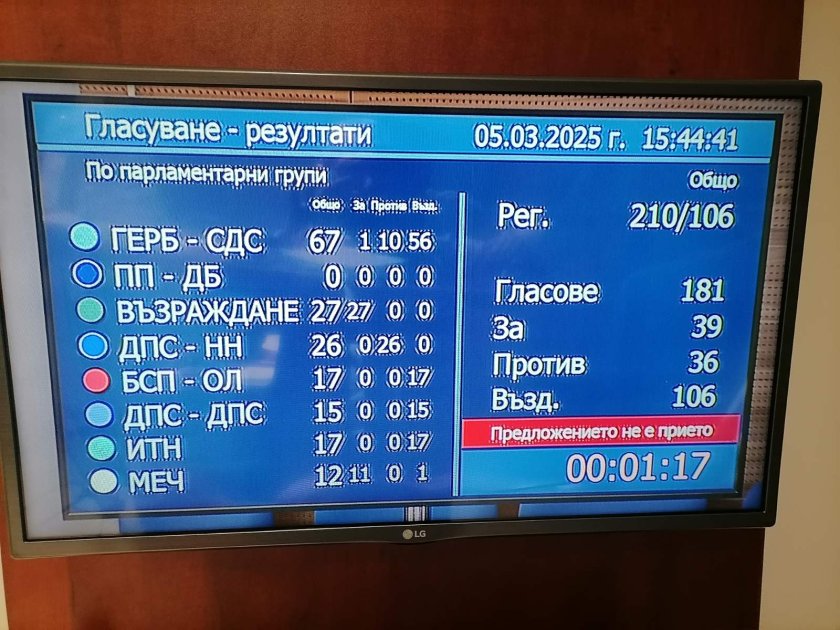 Гласуване - резултати 05.03.2025 г. 15:44:41
По парламентарни групи
Общо За Против Възд.
ГЕРБ - СДС 67 1 10 56
ПП - ДБ 0 0 0 0
ВЪЗРАЖДАНЕ 27 27 0 0
ДПС - НН 26 0 26 0
БСП - ОЛ 17 0 0 17
ДПС - ДПС 15 0 0 15
ИТН 17 0 0 17
МЕЧ 12 11 0 1
Общо
Рег. 210/106
Гласове 181
За 39
Против 36
Възд. 106
Предложението не е прието
00:01:17
LG